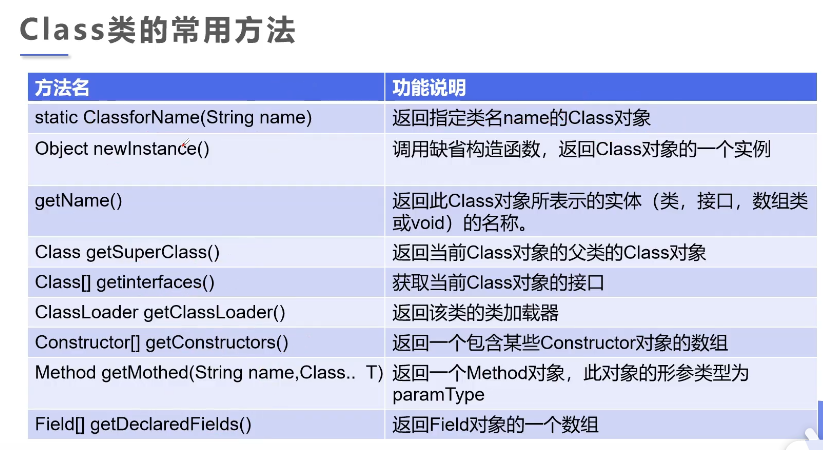 Class类的常用方法
方法名 功能说明
static ClassforName(String name) 返回指定类名name的Class对象
Object newInstance() 调用缺省构造函数，返回Class对象的一个实例
getName() 返回此Class对象所表示的实体（类，接口，数组类
或void）的名称。
Class getSuperClass() 返回当前Class对象的父类的Class对象
Class[] getinterfaces() 获取当前Class对象的接口
ClassLoader getClassLoader() 返回该类的类加载器
Constructor[] getConstructors() 返回一个包含某些Constructor对象的数组
Method getMothed(String name,Class.. T) 返回一个Method对象，此对象的形参类型为
paramType
Field[] getDeclaredFields() 返回Field对象的一个数组